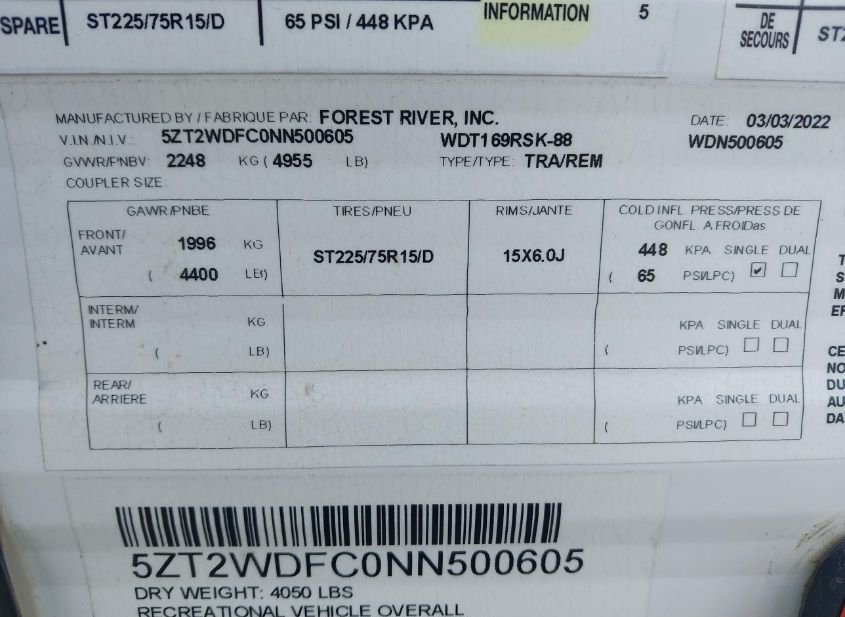 SPARE ST225/75R15/D 65 PSI / 448 KPA INFORMATION 5 DE SECOURS
MANUFACTURED BY / FABRIQUE PAR: FOREST RIVER, INC. DATE: 03/03/2022
V.I.N./N.I.V.: 5ZT2WDFC0NN500605 WDT169RSK-88 WDN500605
GVWR/PNBV: 2248 KG ( 4955 LB) TYPE/TYPE: TRA/REM
COUPLER SIZE:
GAWR/PNBE TIRES/PNEU RIMS/JANTE COLD INFL PRESS/PRESS DE
GONFL A FROIDas
FRONT/
AVANT 1996 KG ST225/75R15/D 15X6.0J 448 KPA SINGLE DUAL
( 4400 LB) ( 65 PSI/LPC) ✔ ☐
INTERM/
INTERM KG KPA SINGLE DUAL
( LB) ( PSI/LPC) ☐ ☐
REAR/
ARRIERE KG KPA SINGLE DUAL
( LB) ( PSI/LPC) ☐ ☐
5ZT2WDFC0NN500605
DRY WEIGHT: 4050 LBS
RECREATIONAL VEHICLE OVERALL